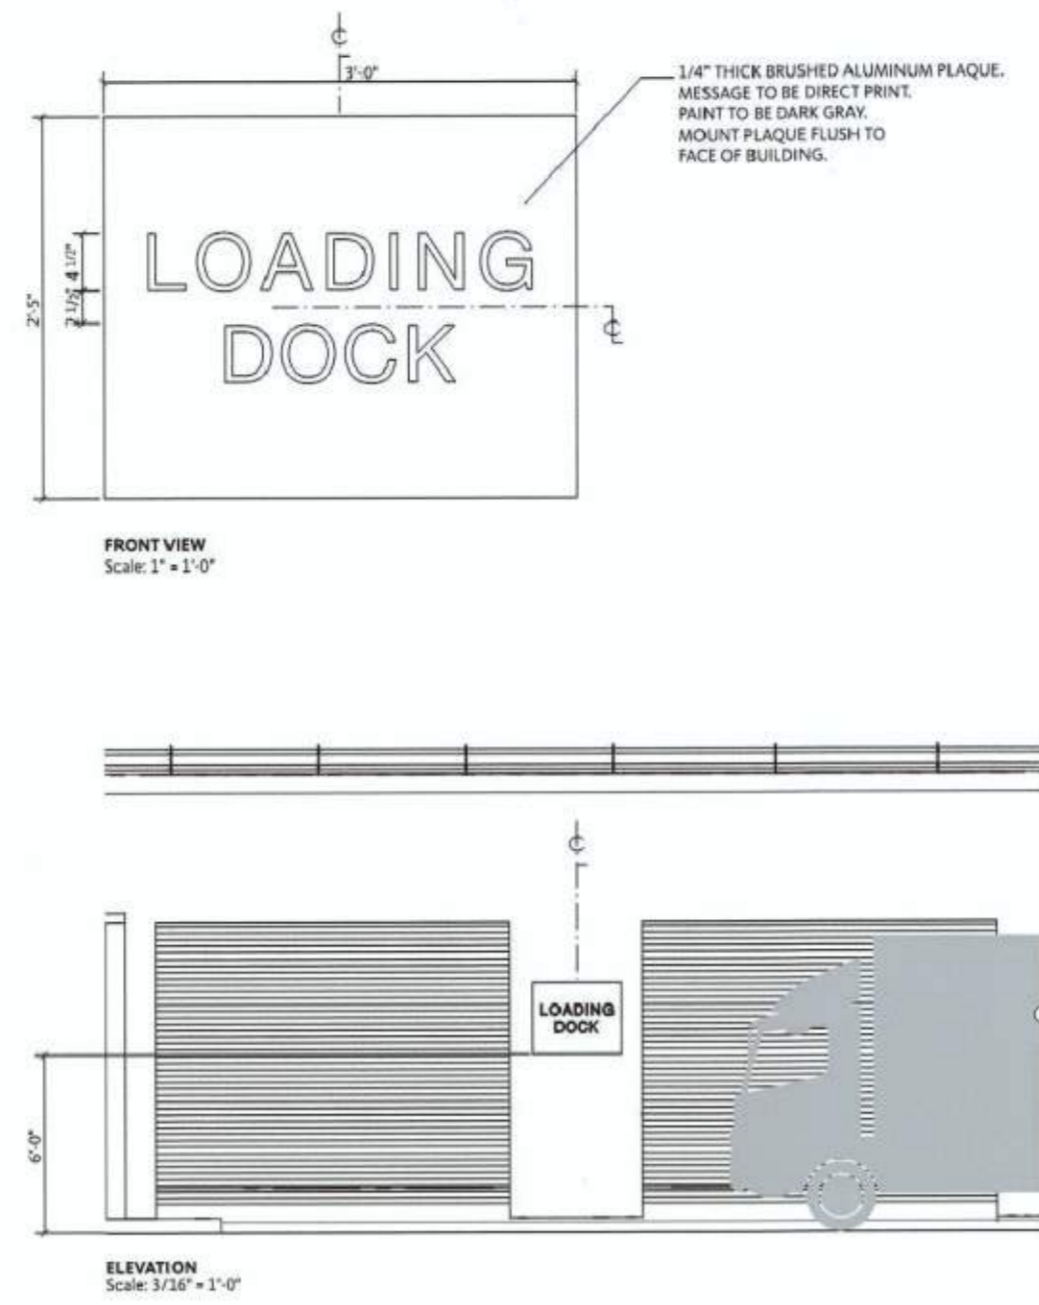 3'-0"
1/4" THICK BRUSHED ALUMINUM PLAQUE.
MESSAGE TO BE DIRECT PRINT.
PAINT TO BE DARK GRAY.
MOUNT PLAQUE FLUSH TO
FACE OF BUILDING.
4 1/2"
2 1/2"
2'-5"
LOADING
DOCK
FRONT VIEW
Scale: 1" = 1'-0"
LOADING
DOCK
6'-0"
ELEVATION
Scale: 3/16" = 1'-0"